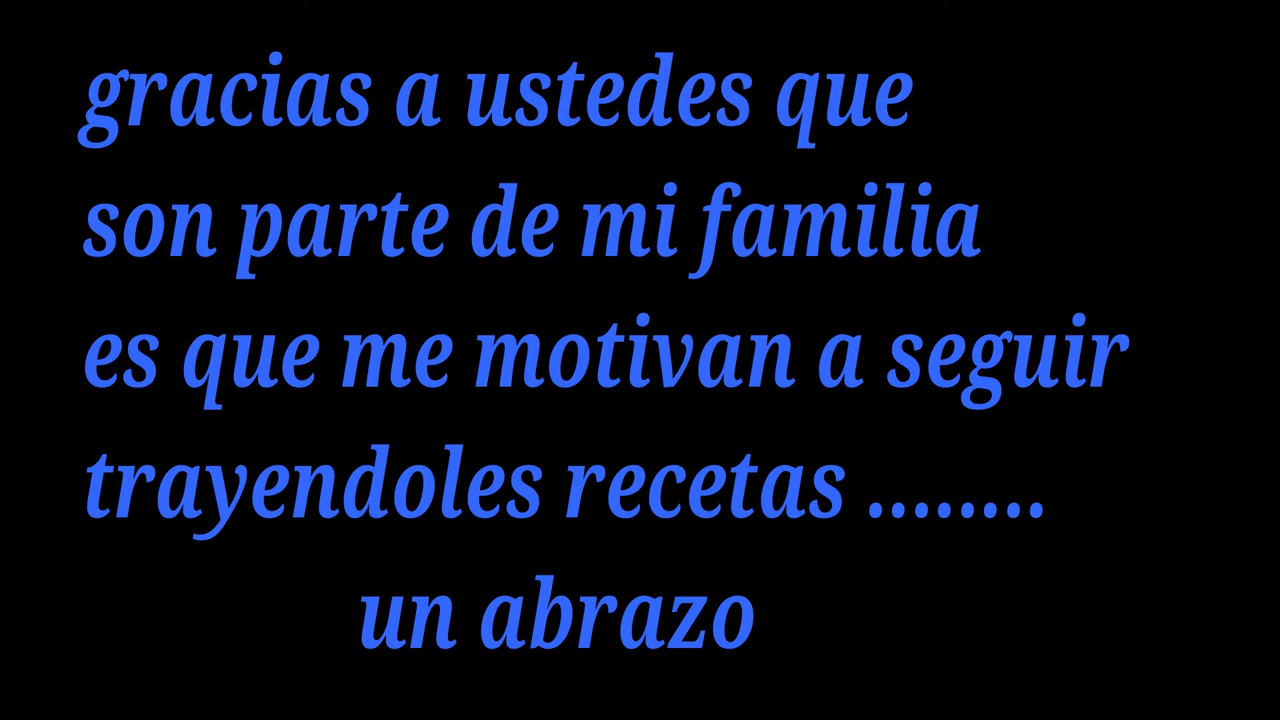 gracias a ustedes que
son parte de mi familia
es que me motivan a seguir
trayendoles recetas ........
un abrazo